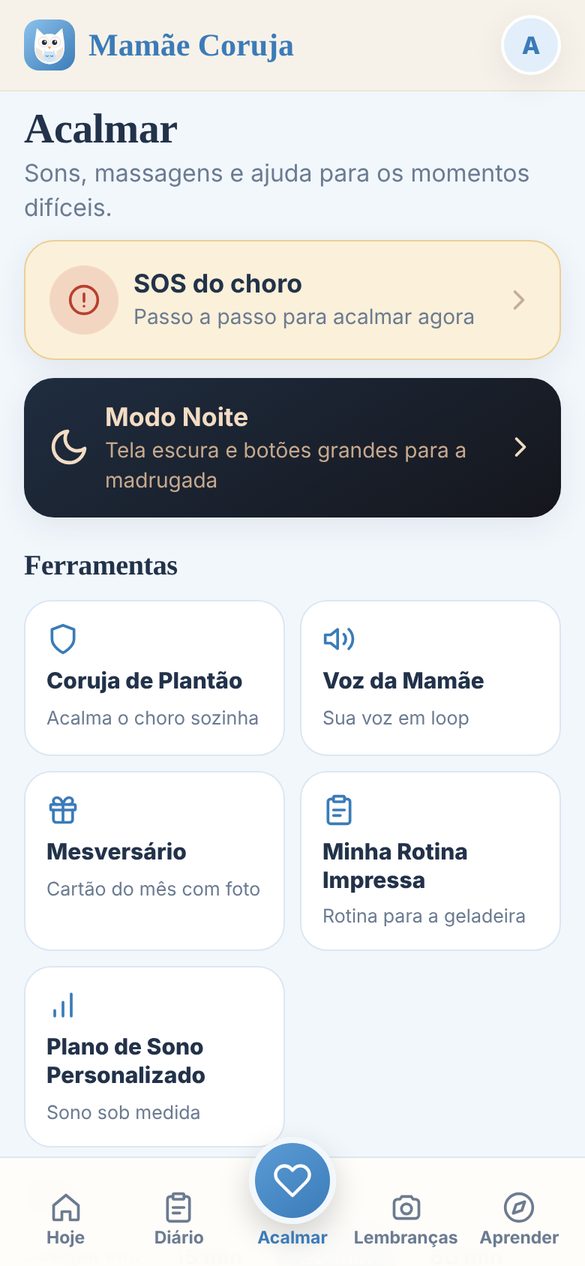 Mamãe Coruja
A
Acalmar
Sons, massagens e ajuda para os momentos
difíceis.
SOS do choro
Passo a passo para acalmar agora
Modo Noite
Tela escura e botões grandes para a
madrugada
Ferramentas
Coruja de Plantão
Acalma o choro sozinha
Voz da Mamãe
Sua voz em loop
Mesversário
Cartão do mês com foto
Minha Rotina
Impressa
Rotina para a geladeira
Plano de Sono
Personalizado
Sono sob medida
Hoje
Diário
Acalmar
Lembranças
Aprender